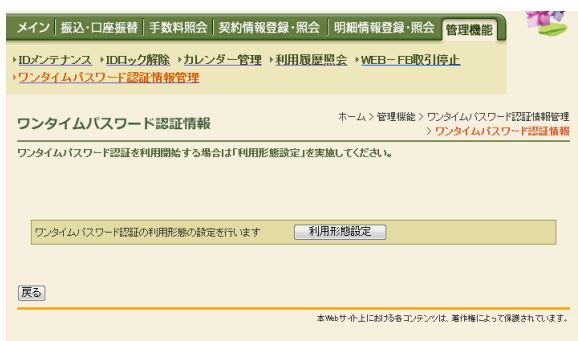 メイン 振込・口座振替 手数料照会 契約情報登録・照会 明細情報登録・照会 管理機能
IDメンテナンス IDロック解除 カレンダー管理 利用履歴照会 WEB－FB取引停止
ワンタイムパスワード認証情報管理
ワンタイムパスワード認証情報
ホーム > 管理機能 > ワンタイムパスワード認証情報管理
> ワンタイムパスワード認証情報
ワンタイムパスワード認証を利用開始する場合は「利用形態設定」を実施してください。
ワンタイムパスワード認証の利用形態の設定を行います 利用形態設定
戻る
本Webサイト上における各コンテンツは、著作権によって保護されています。